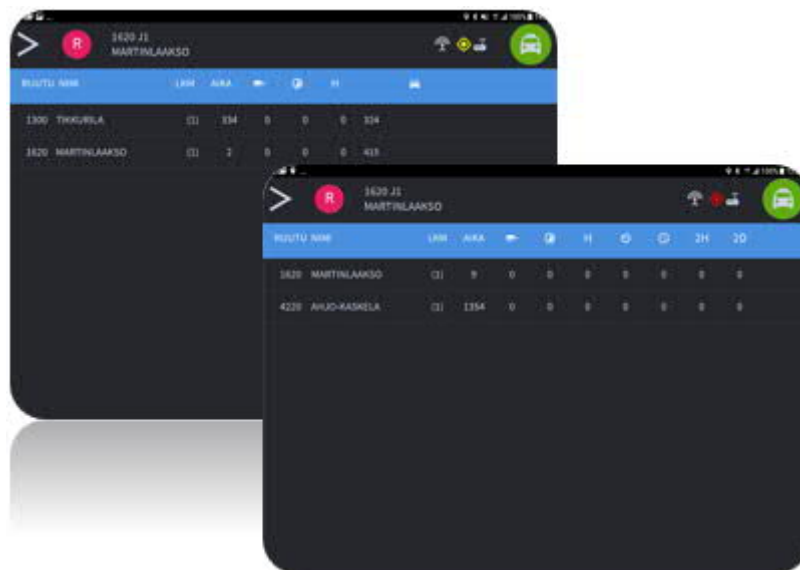 R
1620 J1
MARTINLAAKSO
RUUTU NIMI LKM AIKA H
1300 TIKKURILA (1) 334 0 0 0 324
1620 MARTINLAAKSO (1) 2 0 0 0
R
1620 J1
MARTINLAAKSO
RUUTU NIMI LKM AIKA H 2H 2D
1620 MARTINLAAKSO (1) 9 0 0 0 0 0 0 0
4220 AHJO-KASKELA (1) 1354 0 0 0 0 0 0 0